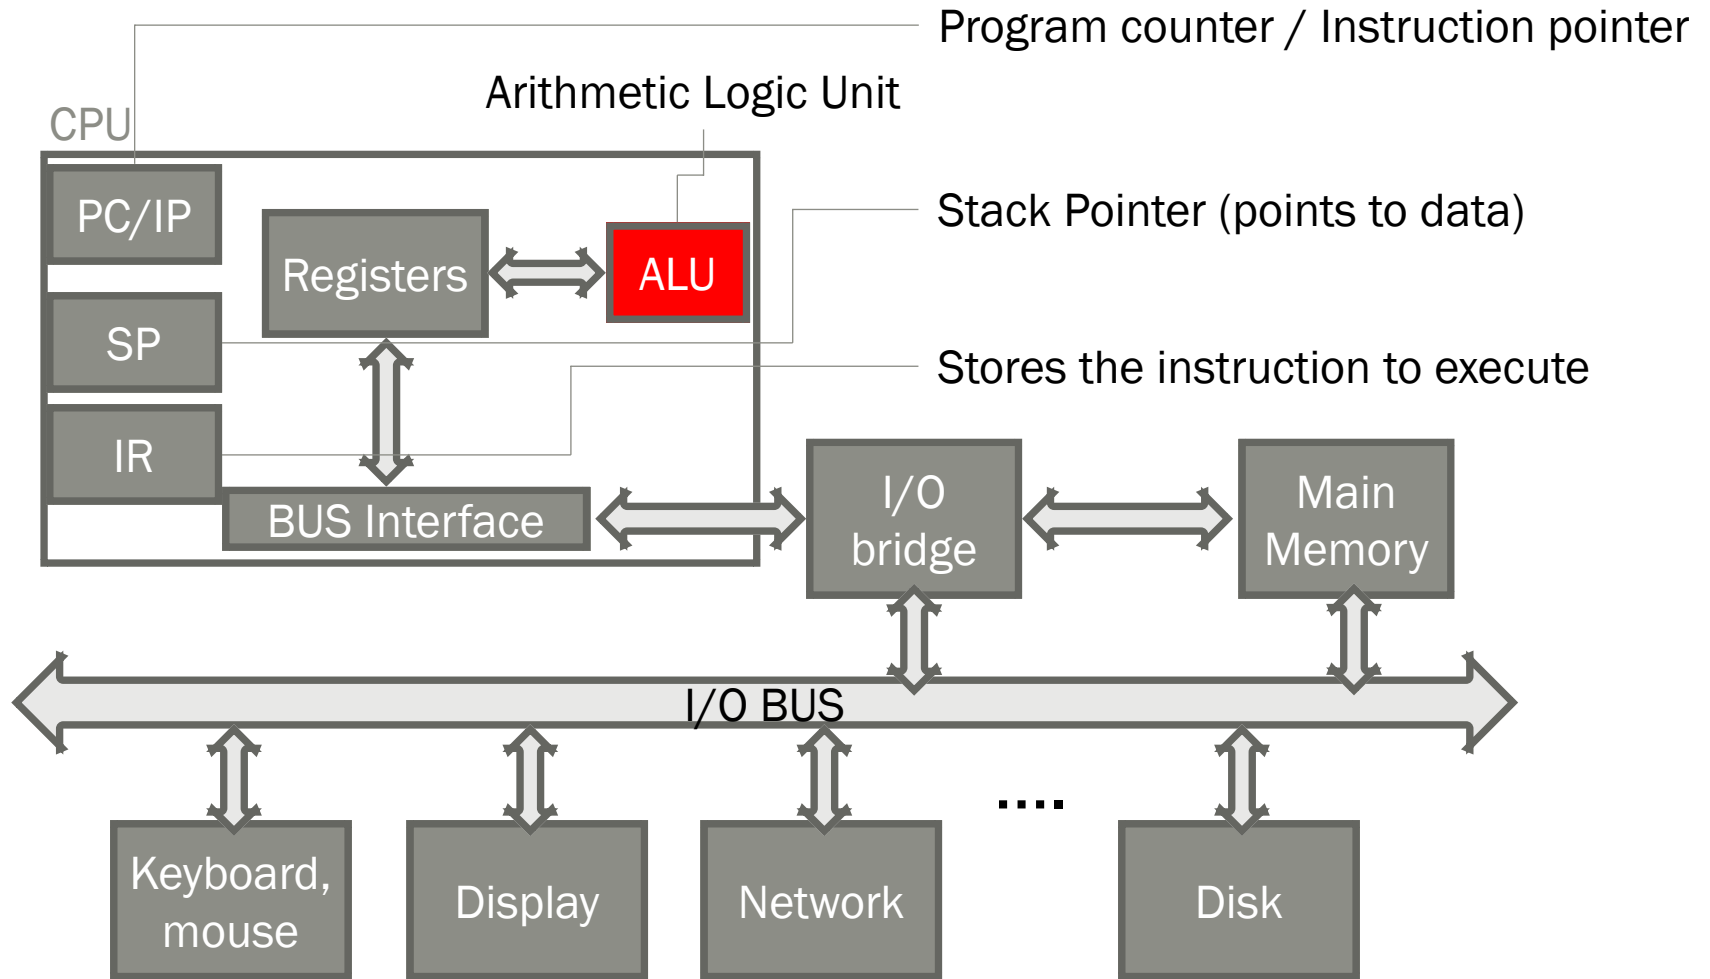 Program counter / Instruction pointer
Arithmetic Logic Unit
CPU
PC/IP
Stack Pointer (points to data)
Registers
ALU
SP
Stores the instruction to execute
IR
BUS Interface
I/O
bridge
Main
Memory
I/O BUS
....
Keyboard,
mouse
Display
Network
Disk